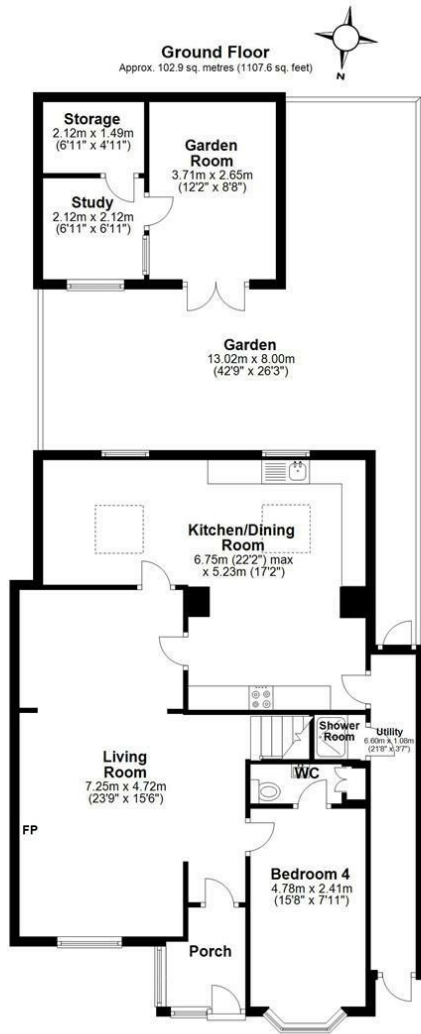 Ground Floor
Approx. 102.9 sq. metres (1107.6 sq. feet)
N
Storage
2.12m x 1.49m
(6'11" x 4'11")
Garden
Room
3.71m x 2.65m
(12'2" x 8'8")
Study
2.12m x 2.12m
(6'11" x 6'11")
Garden
13.02m x 8.00m
(42'9" x 26'3")
Kitchen/Dining
Room
6.75m (22'2") max
x 5.23m (17'2")
Shower
Room
Utility
6.60m x 1.08m
(21'8" x 3'7")
Living
Room
7.25m x 4.72m
(23'9" x 15'6")
WC
FP
Bedroom 4
4.78m x 2.41m
(15'8" x 7'11")
Porch